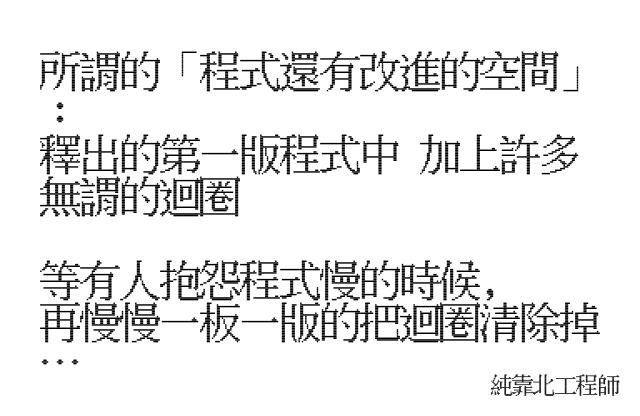 所謂的「程式還有改進的空間」
：
釋出的第一版程式中 加上許多
無謂的迴圈
等有人抱怨程式慢的時候,
再慢慢一板一版的把迴圈清除掉
...
純靠北工程師